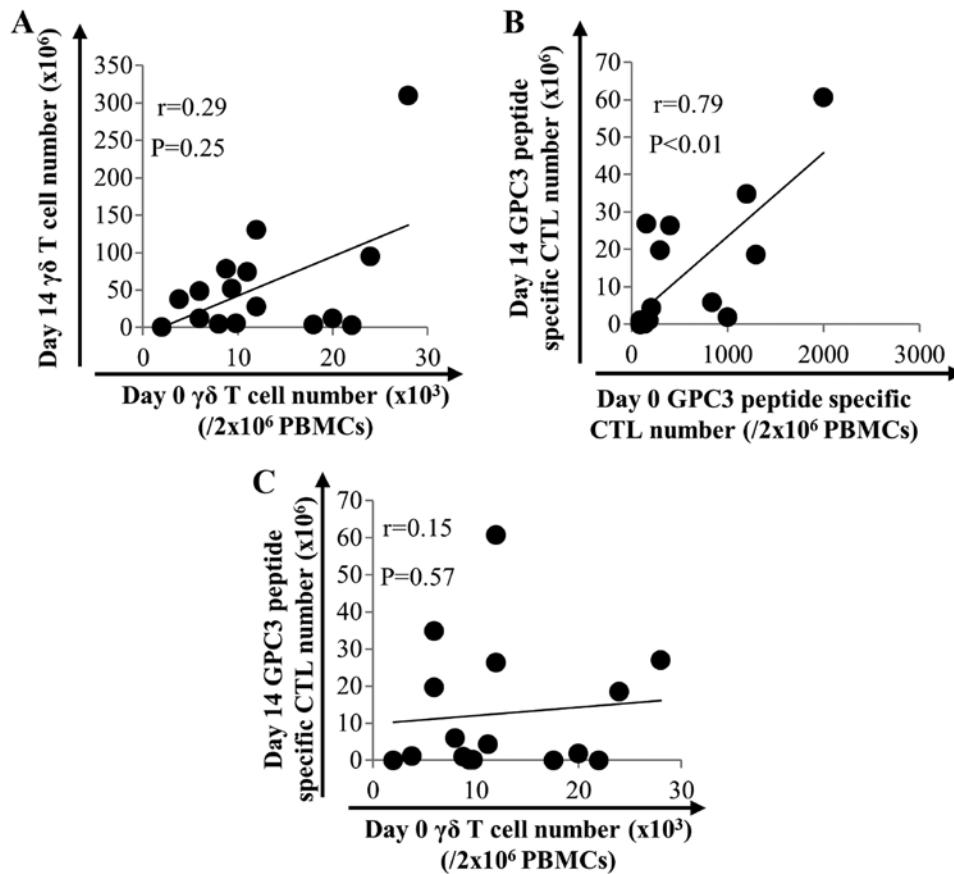 A
Day 14 γδ T cell number (x10⁶)
350
300
250
200
150
100
50
0
r=0.29
P=0.25
0 10 20 30
Day 0 γδ T cell number (x10³)
(/2x10⁶ PBMCs)
B
Day 14 GPC3 peptide
specific CTL number (x10⁶)
70
60
50
40
30
20
10
0
r=0.79
P<0.01
0 1000 2000 3000
Day 0 GPC3 peptide specific
CTL number (/2x10⁶ PBMCs)
C
Day 14 GPC3 peptide
specific CTL number (x10⁶)
70
60
50
40
30
20
10
0
r=0.15
P=0.57
0 10 20 30
Day 0 γδ T cell number (x10³)
(/2x10⁶ PBMCs)